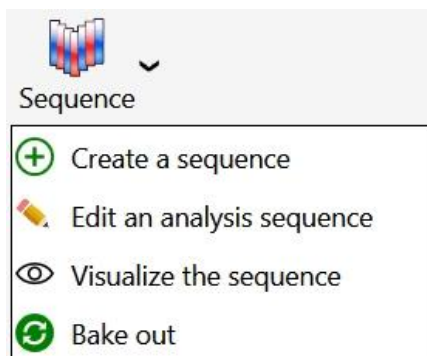 Sequence
Create a sequence
Edit an analysis sequence
Visualize the sequence
Bake out